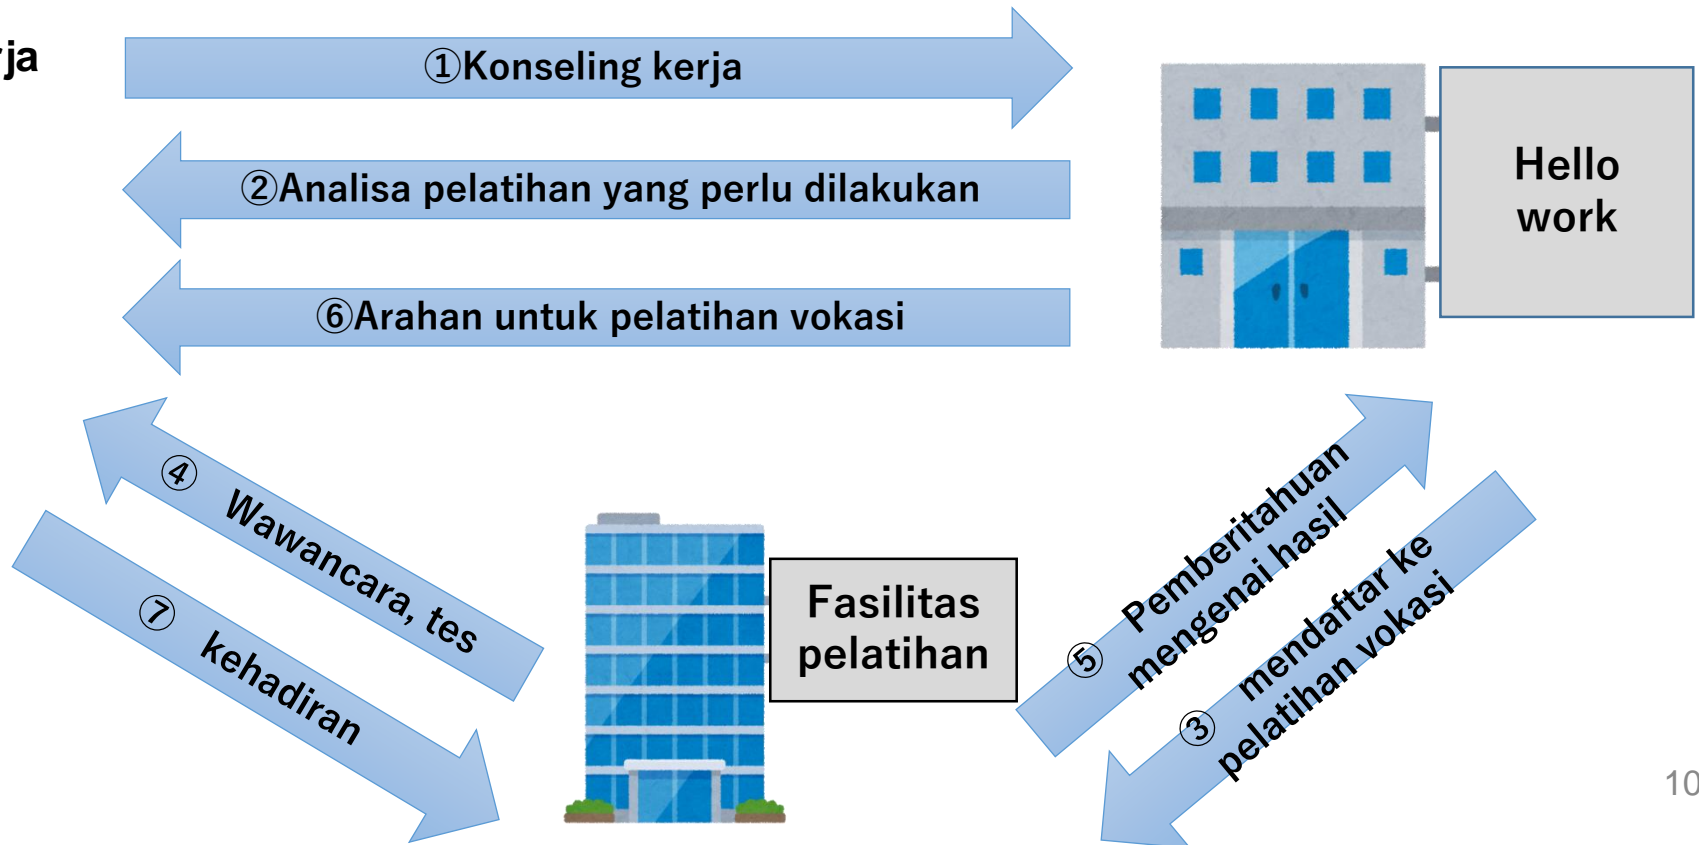 rja
①Konseling kerja
②Analisa pelatihan yang perlu dilakukan
⑥Arahan untuk pelatihan vokasi
Hello
work
④ Wawancara, tes
⑦ kehadiran
Fasilitas
pelatihan
⑤ Pemberitahuan
mengenai hasil
③ mendaftar ke
pelatihan vokasi
10